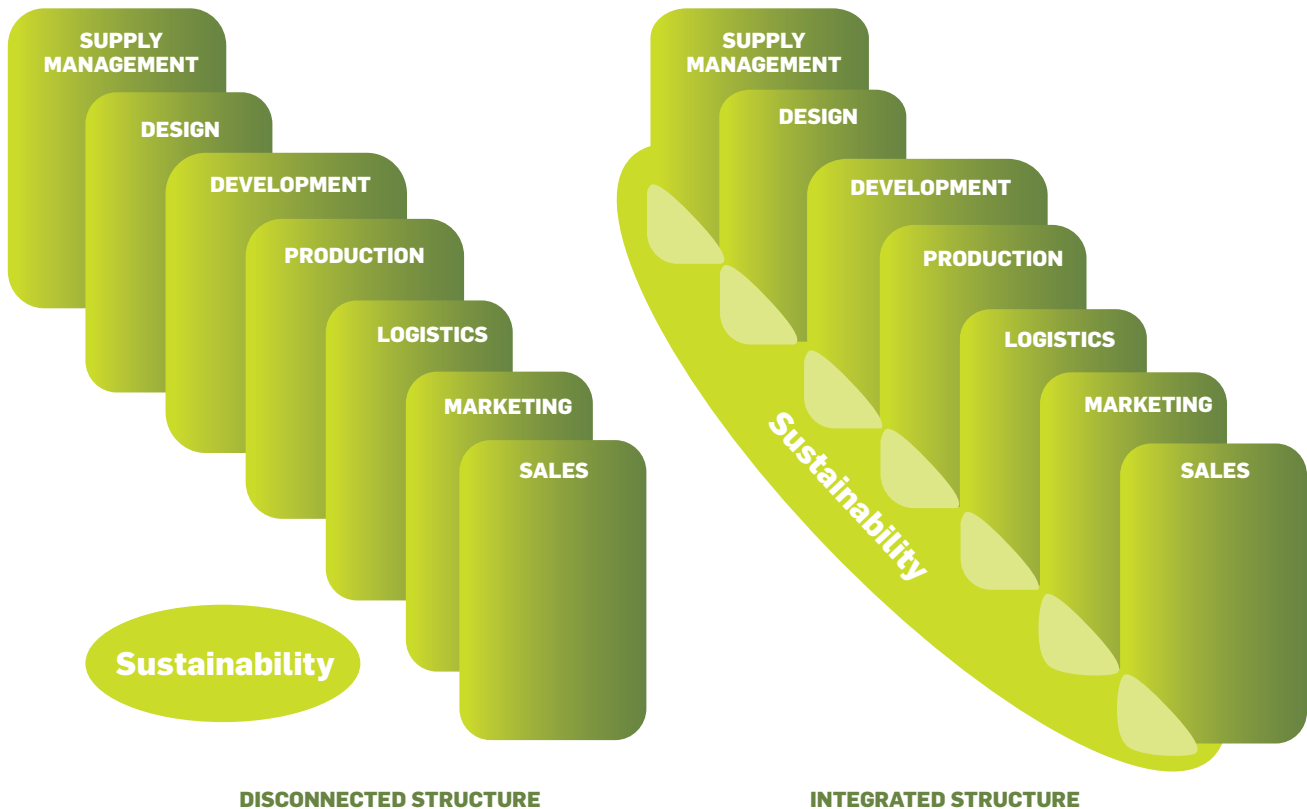 SUPPLY
MANAGEMENT
DESIGN
DEVELOPMENT
PRODUCTION
LOGISTICS
MARKETING
SALES
Sustainability
DISCONNECTED STRUCTURE
SUPPLY
MANAGEMENT
DESIGN
DEVELOPMENT
PRODUCTION
LOGISTICS
MARKETING
SALES
Sustainability
INTEGRATED STRUCTURE